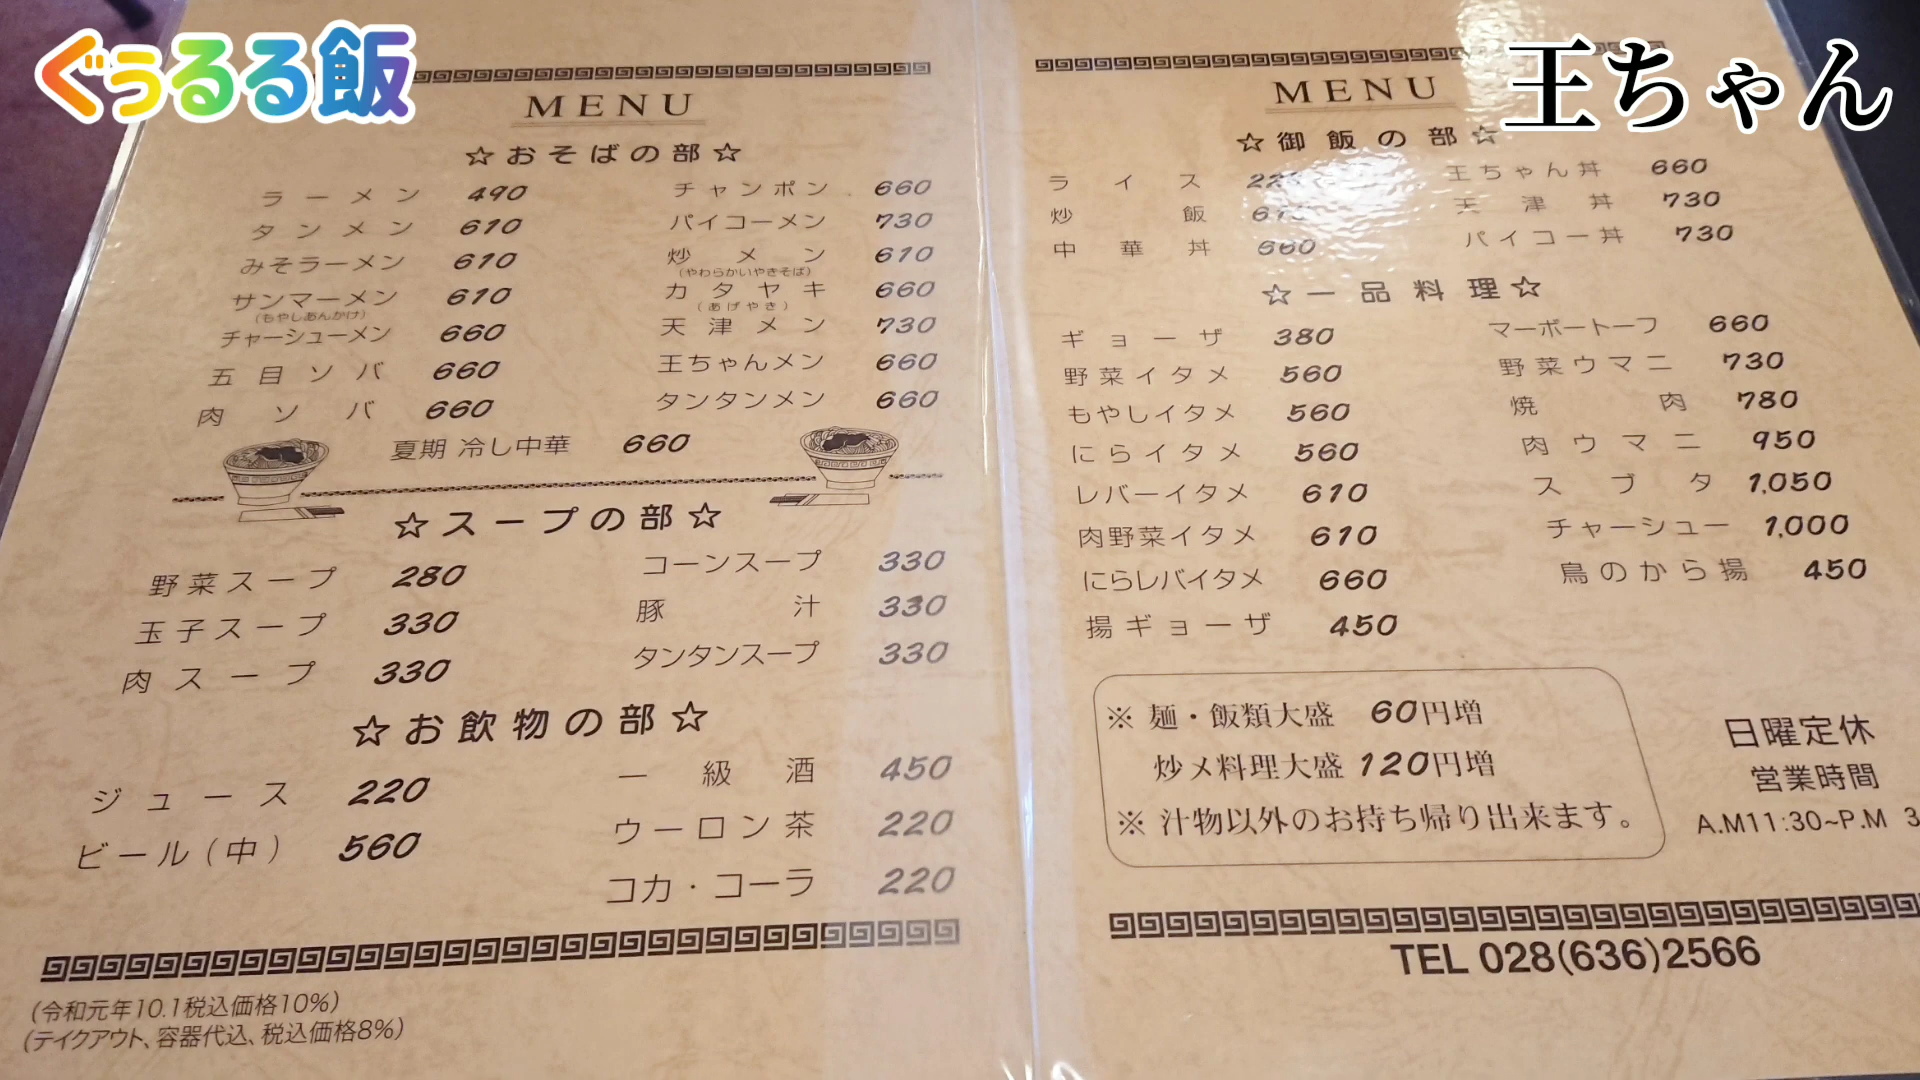 ぐぅるる飯
王ちゃん
MENU
☆おそばの部☆
ラーメン 490
タンメン 610
みそラーメン 610
サンマーメン 610
(もやしあんかけ)
チャーシューメン 660
五目ソバ 660
肉ソバ 660
チャンポン 660
パイコーメン 730
炒メン 610
(やわらかいやきそば)
カタヤキ 660
(あげやき)
天津メン 730
王ちゃんメン 660
タンタンメン 660
夏期 冷し中華 660
☆スープの部☆
野菜スープ 280
玉子スープ 330
肉スープ 330
コーンスープ 330
豚汁 330
タンタンスープ 330
☆お飲物の部☆
ジュース 220
ビール(中) 560
一級酒 450
ウーロン茶 220
コカ・コーラ 220
(令和元年10.1税込価格10%)
(テイクアウト、容器代込、税込価格8%)
MENU
☆御飯の部☆
ライス
炒飯
中華丼 660
王ちゃん丼 660
天津丼 730
パイコー丼 730
☆一品料理☆
ギョーザ 380
野菜イタメ 560
もやしイタメ 560
にらイタメ 560
レバーイタメ 610
肉野菜イタメ 610
にらレバイタメ 660
揚ギョーザ 450
マーボートーフ 660
野菜ウマニ 730
焼肉 780
肉ウマニ 950
スブタ 1,050
チャーシュー 1,000
鳥のから揚 450
※ 麺・飯類大盛 60円増
炒メ料理大盛 120円増
※ 汁物以外のお持ち帰り出来ます。
日曜定休
営業時間
A.M11:30~P.M 3
TEL 028(636)2566